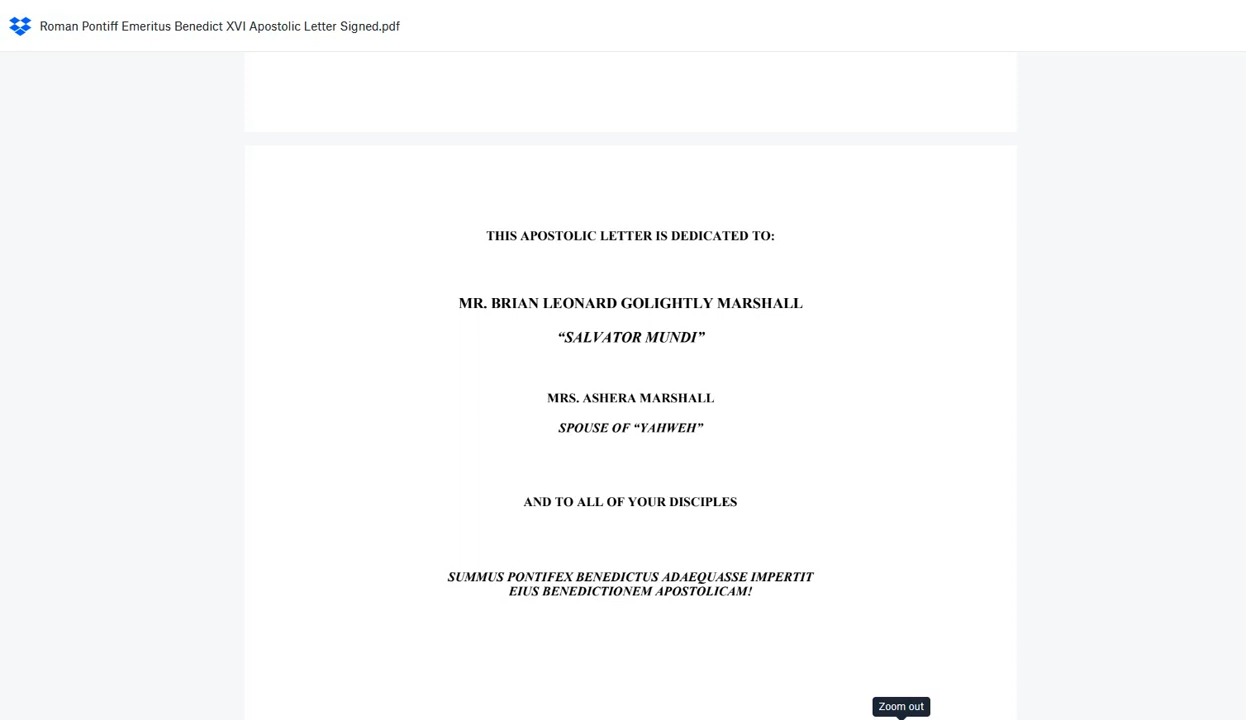 Roman Pontiff Emeritus Benedict XVI Apostolic Letter Signed.pdf
THIS APOSTOLIC LETTER IS DEDICATED TO:
MR. BRIAN LEONARD GOLIGHTLY MARSHALL
“SALVATOR MUNDI”
MRS. ASHERA MARSHALL
SPOUSE OF “YAHWEH”
AND TO ALL OF YOUR DISCIPLES
SUMMUS PONTIFEX BENEDICTUS ADAEQUASSE IMPERTIT
EIUS BENEDICTIONEM APOSTOLICAM!
Zoom out